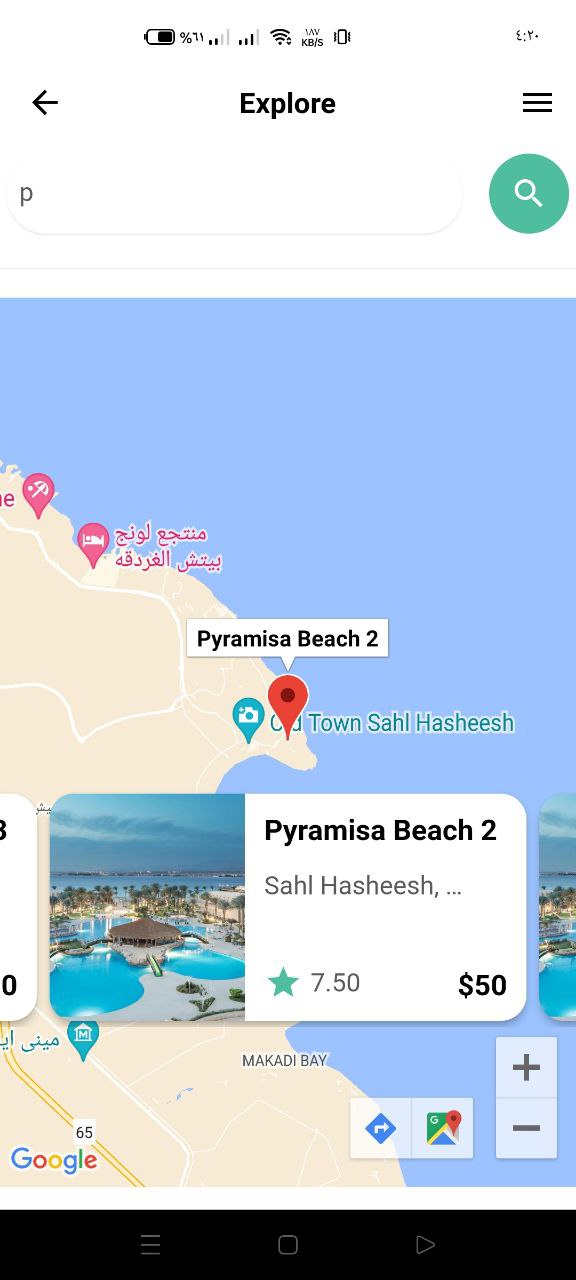 %٦١
١٨٧
KB/S
٤:٢٠
Explore
p
ne
منتجع لونج
بيتش الغردقه
Pyramisa Beach 2
Old Town Sahl Hasheesh
3
Pyramisa Beach 2
Sahl Hasheesh, ...
0
7.50
$50
ميني اي
MAKADI BAY
65
Google